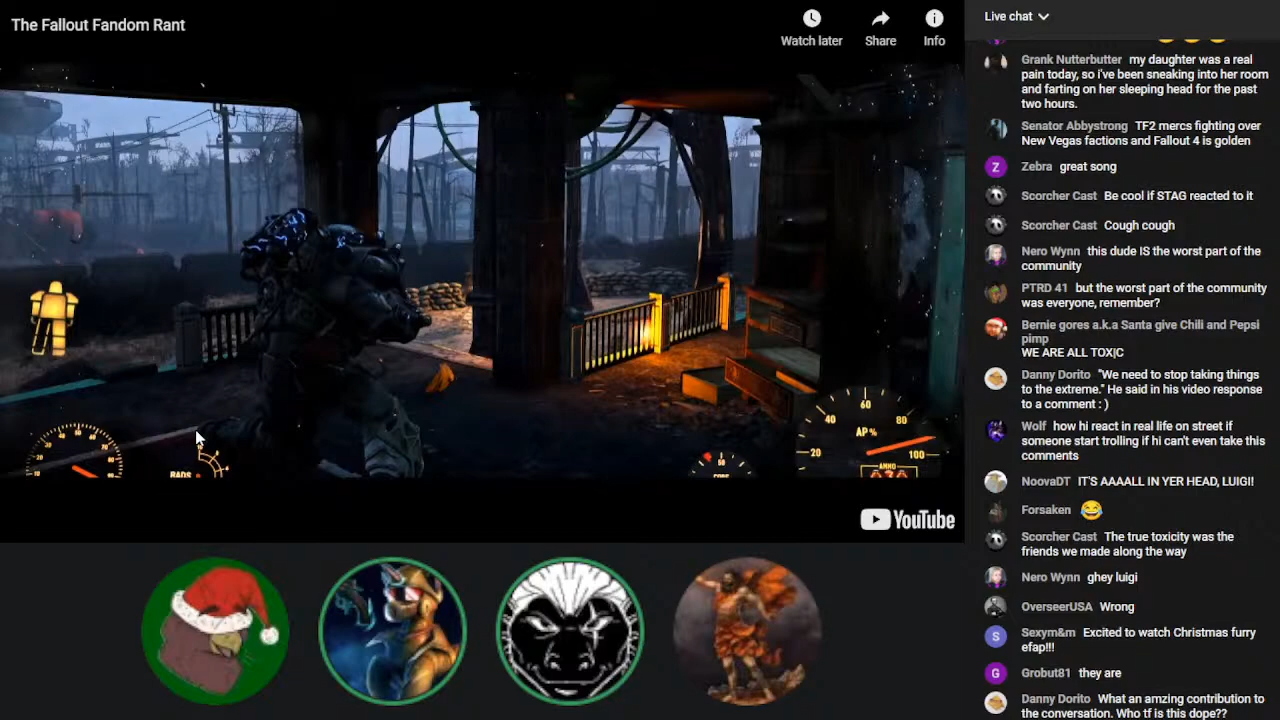 The Fallout Fandom Rant
Watch later
Share
Info
Live chat
Grank Nutterbutter my daughter was a real
pain today, so i've been sneaking into her room
and farting on her sleeping head for the past
two hours.
Senator Abbystrong TF2 mercs fighting over
New Vegas factions and Fallout 4 is golden
Z
Zebra great song
Scorcher Cast Be cool if STAG reacted to it
Scorcher Cast Cough cough
Nero Wynn this dude IS the worst part of the
community
PTRD 41 but the worst part of the community
was everyone, remember?
Bernie gores a.k.a Santa give Chili and Pepsi
pimp
WE ARE ALL TOX|C
Danny Dorito "We need to stop taking things
to the extreme." He said in his video response
to a comment : )
Wolf how hi react in real life on street if
someone start trolling if hi can't even take this
comments
NoovaDT IT'S AAAALL IN YER HEAD, LUIGI!
Forsaken 😂
Scorcher Cast The true toxicity was the
friends we made along the way
Nero Wynn ghey luigi
OverseerUSA Wrong
S
Sexym&m Excited to watch Christmas furry
efap!!!
G
Grobut81 they are
Danny Dorito What an amzing contribution to
the conversation. Who tf is this dope??
RADS
20
40
60
80
100
AP %
50
AMMO
YouTube